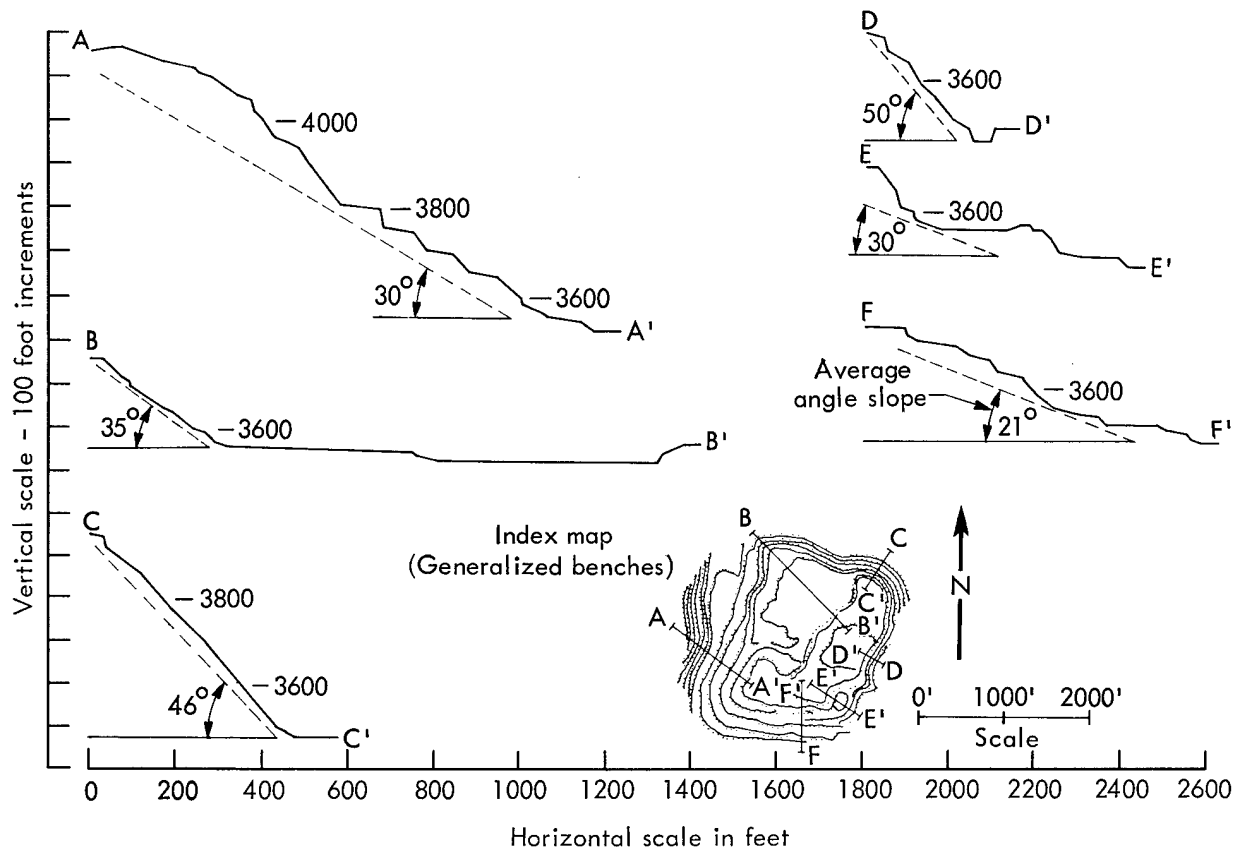 A
– 4000
– 3800
30°
– 3600
A'
B
35°
– 3600
B'
C
– 3800
– 3600
46°
C'
D
– 3600
50°
D'
E
– 3600
30°
E'
F
Average
angle slope
– 3600
21°
F'
Index map
(Generalized benches)
B
C
A
C'
B'
D'
D
A'
F'
E'
E'
F
N
0' 1000' 2000'
Scale
Vertical scale – 100 foot increments
0 200 400 600 800 1000 1200 1400 1600 1800 2000 2200 2400 2600
Horizontal scale in feet